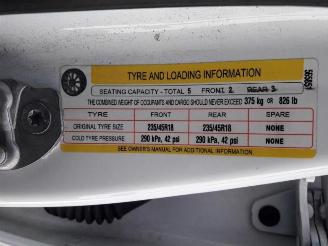 TYRE AND LOADING INFORMATION
SEATING CAPACITY - TOTAL 5 FRONT 2 REAR 3
THE COMBINED WEIGHT OF OCCUPANTS AND CARGO SHOULD NEVER EXCEED 375 kg OR 826 lb
TYRE FRONT REAR SPARE
ORIGINAL TYRE SIZE 235/45R18 235/45R18 NONE
COLD TYRE PRESSURE 290 kPa, 42 psi 290 kPa, 42 psi NONE
SEE OWNER'S MANUAL FOR ADDITIONAL INFORMATION.